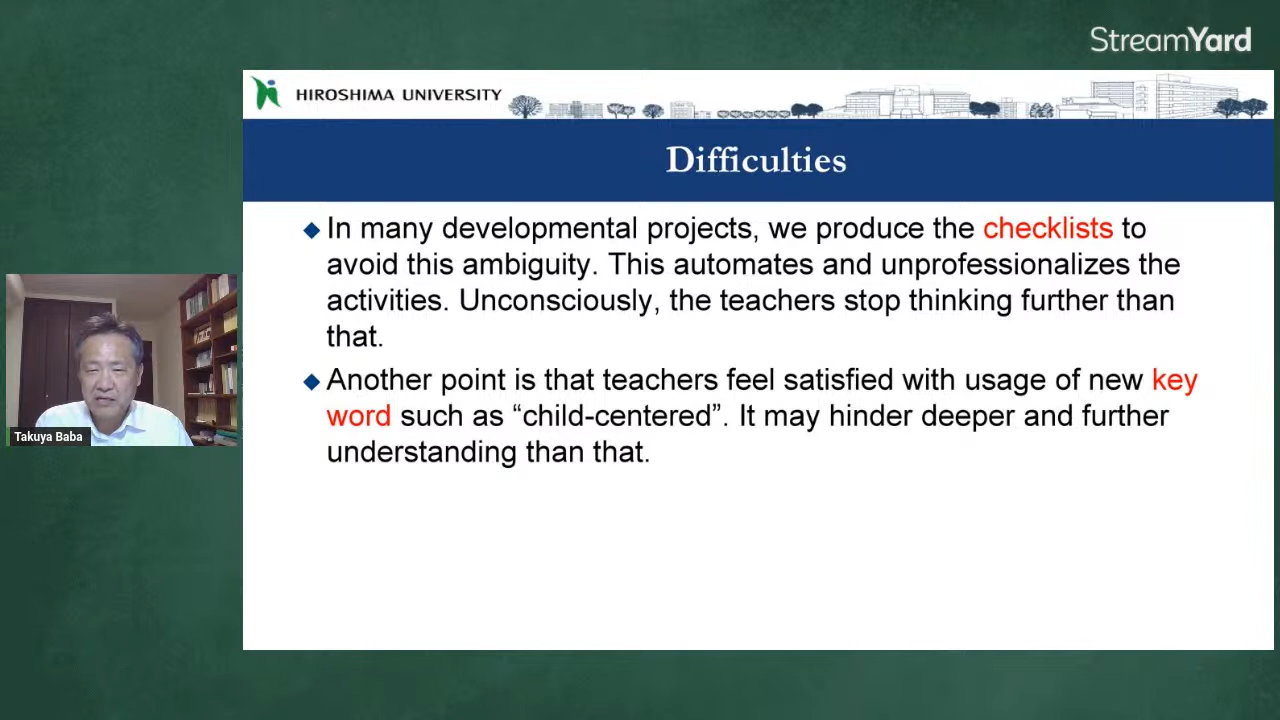 StreamYard
HIROSHIMA UNIVERSITY
Difficulties
In many developmental projects, we produce the checklists to
avoid this ambiguity. This automates and unprofessionalizes the
activities. Unconsciously, the teachers stop thinking further than
that.
Another point is that teachers feel satisfied with usage of new key
word such as “child-centered”. It may hinder deeper and further
understanding than that.
Takuya Baba